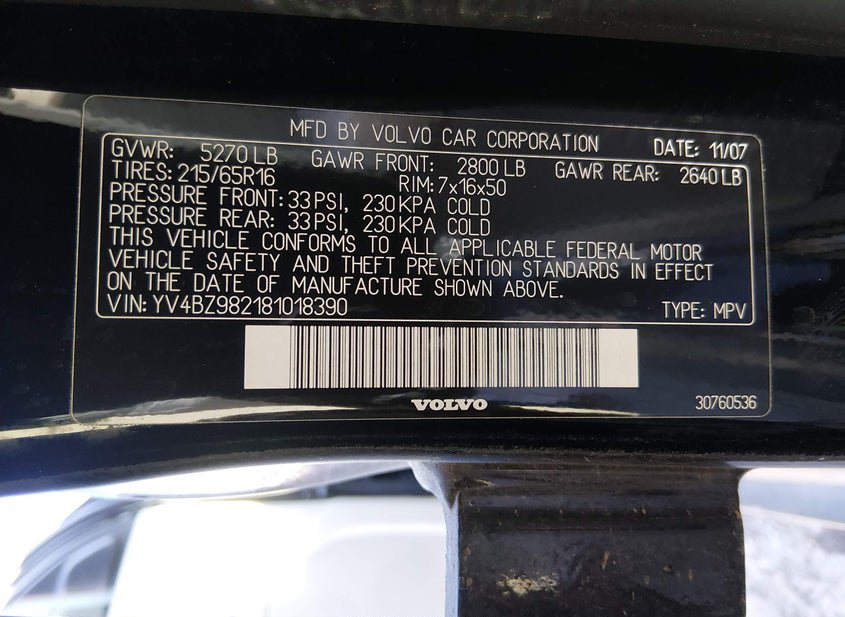 MFD BY VOLVO CAR CORPORATION DATE: 11/07
GVWR: 5270 LB GAWR FRONT: 2800 LB GAWR REAR: 2640 LB
TIRES: 215/65R16 RIM: 7x16x50
PRESSURE FRONT: 33 PSI, 230 KPA COLD
PRESSURE REAR: 33 PSI, 230 KPA COLD
THIS VEHICLE CONFORMS TO ALL APPLICABLE FEDERAL MOTOR
VEHICLE SAFETY AND THEFT PREVENTION STANDARDS IN EFFECT
ON THE DATE OF MANUFACTURE SHOWN ABOVE.
VIN: YV4BZ982181018390 TYPE: MPV
VOLVO 30760536